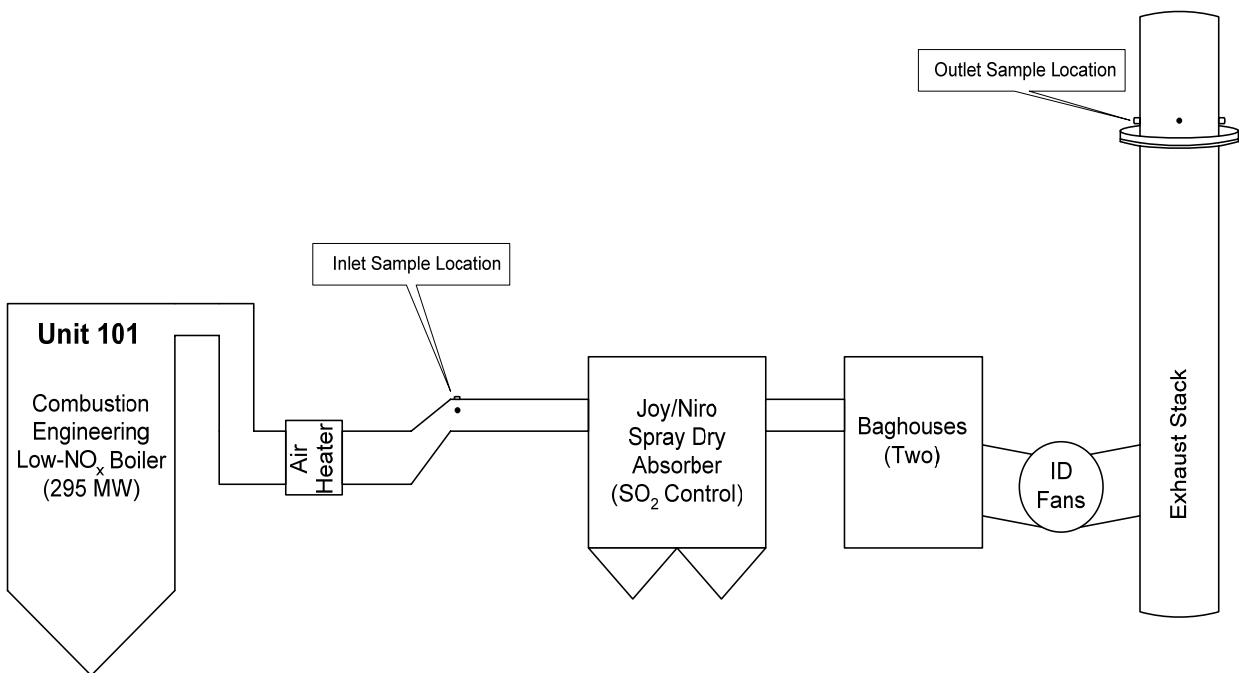 Outlet Sample Location
Inlet Sample Location
Unit 101
Combustion
Engineering
Low-NOx Boiler
(295 MW)
Air
Heater
Joy/Niro
Spray Dry
Absorber
(SO2 Control)
Baghouses
(Two)
ID
Fans
Exhaust Stack